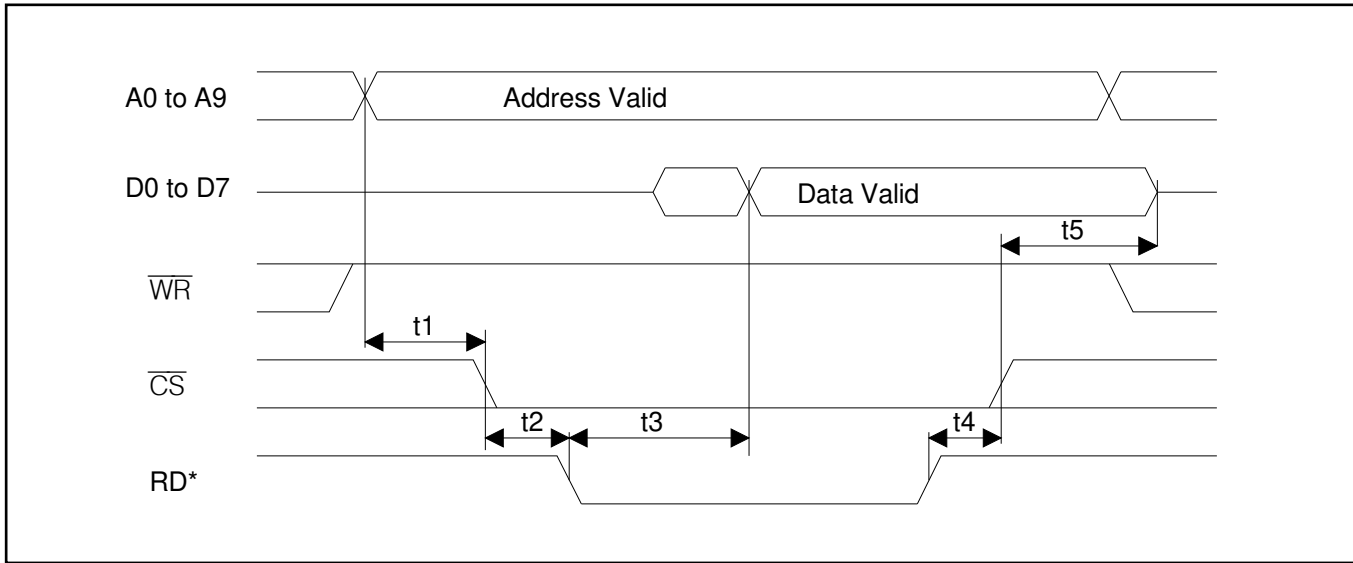 A0 to A9
Address Valid
D0 to D7
Data Valid
t5
WR
t1
CS
t2
t3
t4
RD*